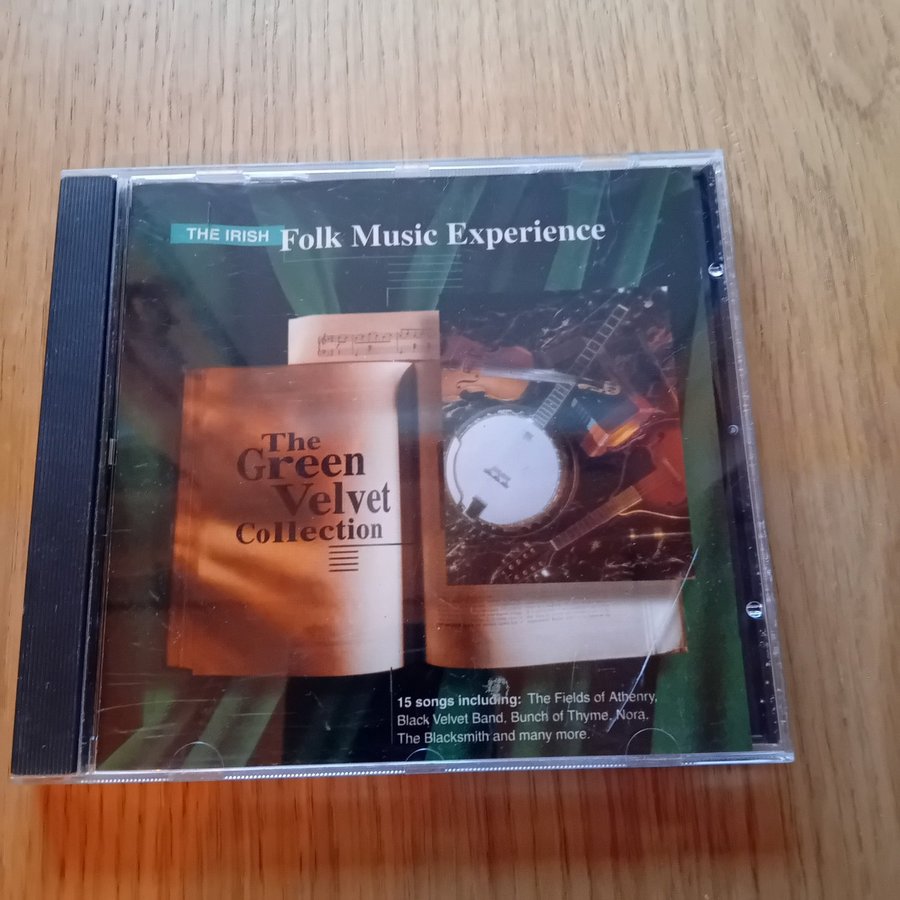 THE IRISH Folk Music Experience
The
Green
Velvet
Collection
15 songs including: The Fields of Athenry,
Black Velvet Band, Bunch of Thyme, Nora,
The Blacksmith and many more.